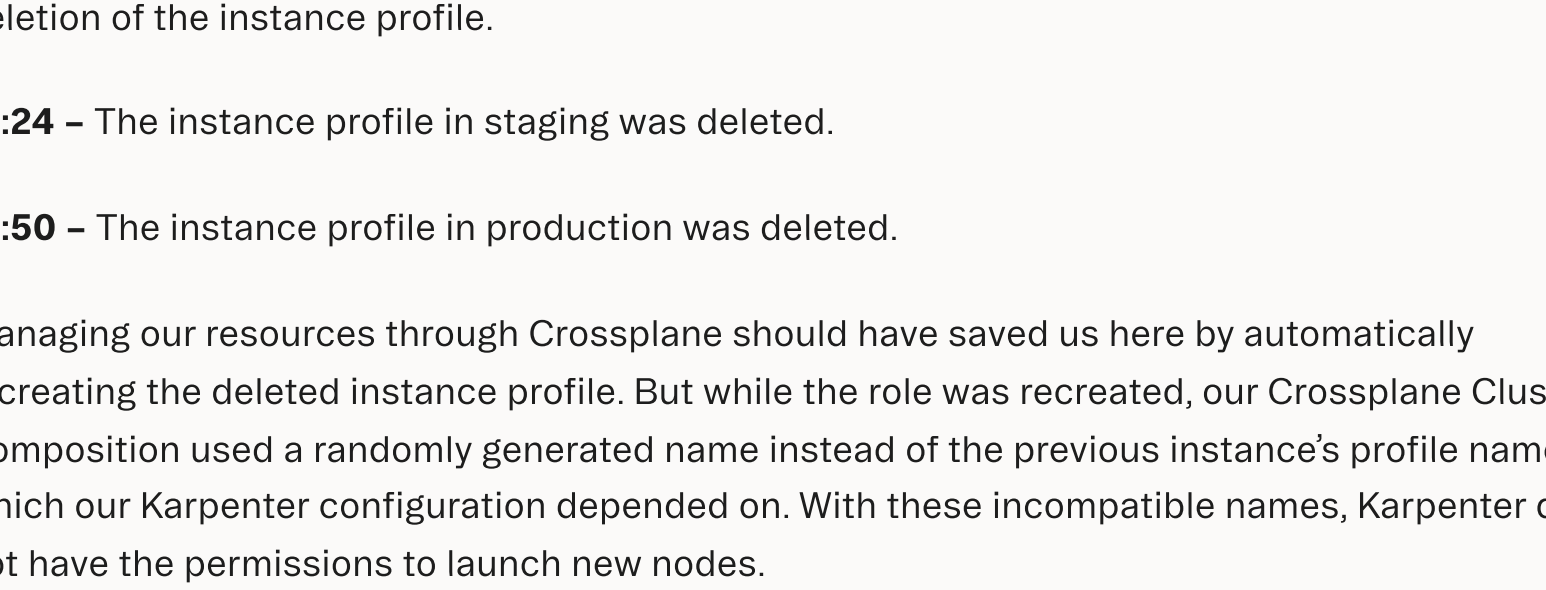 eletion of the instance profile.
:24 – The instance profile in staging was deleted.
:50 – The instance profile in production was deleted.
anaging our resources through Crossplane should have saved us here by automatically
creating the deleted instance profile. But while the role was recreated, our Crossplane Clus
omposition used a randomly generated name instead of the previous instance’s profile nam
hich our Karpenter configuration depended on. With these incompatible names, Karpenter
ot have the permissions to launch new nodes.